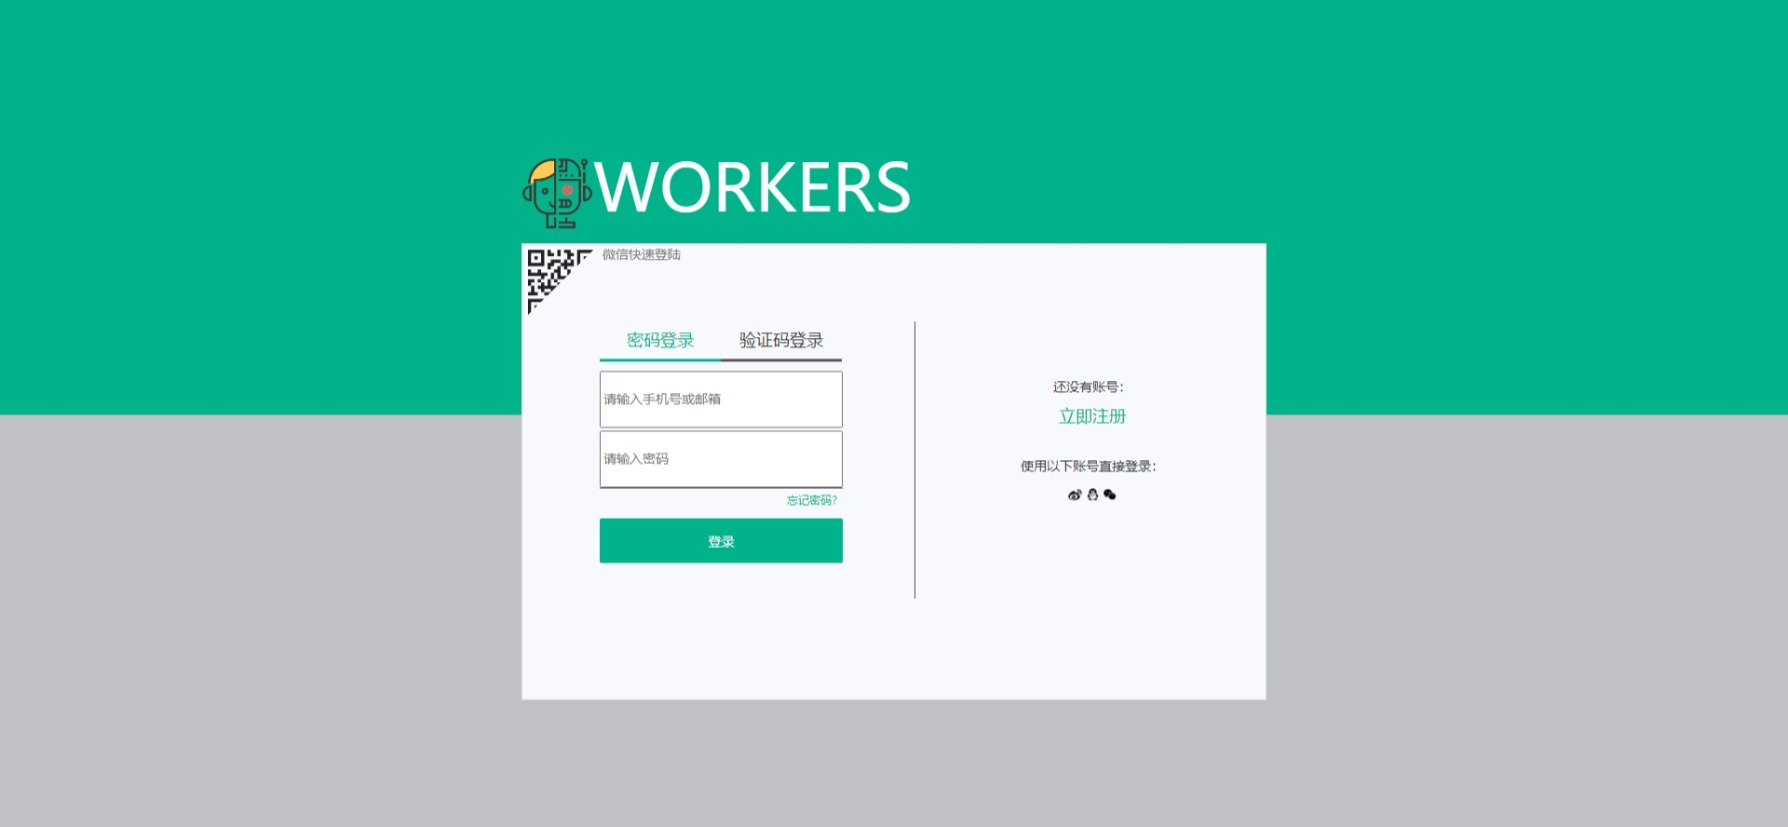 WORKERS
微信快速登陆
密码登录 验证码登录
请输入手机号或邮箱
请输入密码
忘记密码?
登录
还没有账号:
立即注册
使用以下账号直接登录: